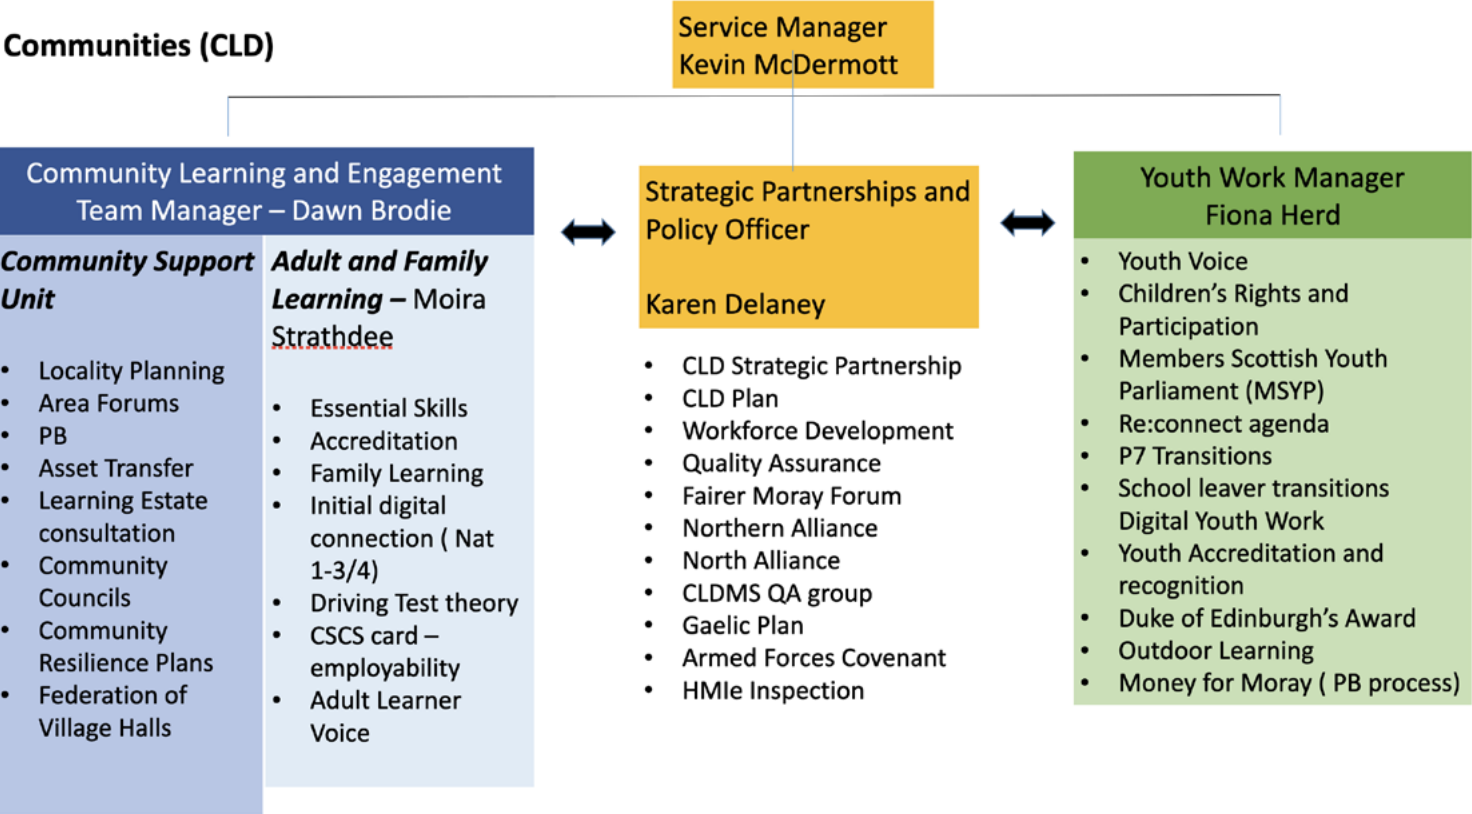 Communities (CLD)
Service Manager
Kevin McDermott
Community Learning and Engagement
Team Manager – Dawn Brodie
Community Support
Unit
• Locality Planning
• Area Forums
• PB
• Asset Transfer
• Learning Estate
consultation
• Community
Councils
• Community
Resilience Plans
• Federation of
Village Halls
Adult and Family
Learning – Moira
Strathdee
• Essential Skills
• Accreditation
• Family Learning
• Initial digital
connection ( Nat
1-3/4)
• Driving Test theory
• CSCS card –
employability
• Adult Learner
Voice
Strategic Partnerships and
Policy Officer
Karen Delaney
• CLD Strategic Partnership
• CLD Plan
• Workforce Development
• Quality Assurance
• Fairer Moray Forum
• Northern Alliance
• North Alliance
• CLDMS QA group
• Gaelic Plan
• Armed Forces Covenant
• HMIe Inspection
Youth Work Manager
Fiona Herd
• Youth Voice
• Children’s Rights and
Participation
• Members Scottish Youth
Parliament (MSYP)
• Re:connect agenda
• P7 Transitions
• School leaver transitions
Digital Youth Work
• Youth Accreditation and
recognition
• Duke of Edinburgh’s Award
• Outdoor Learning
• Money for Moray ( PB process)